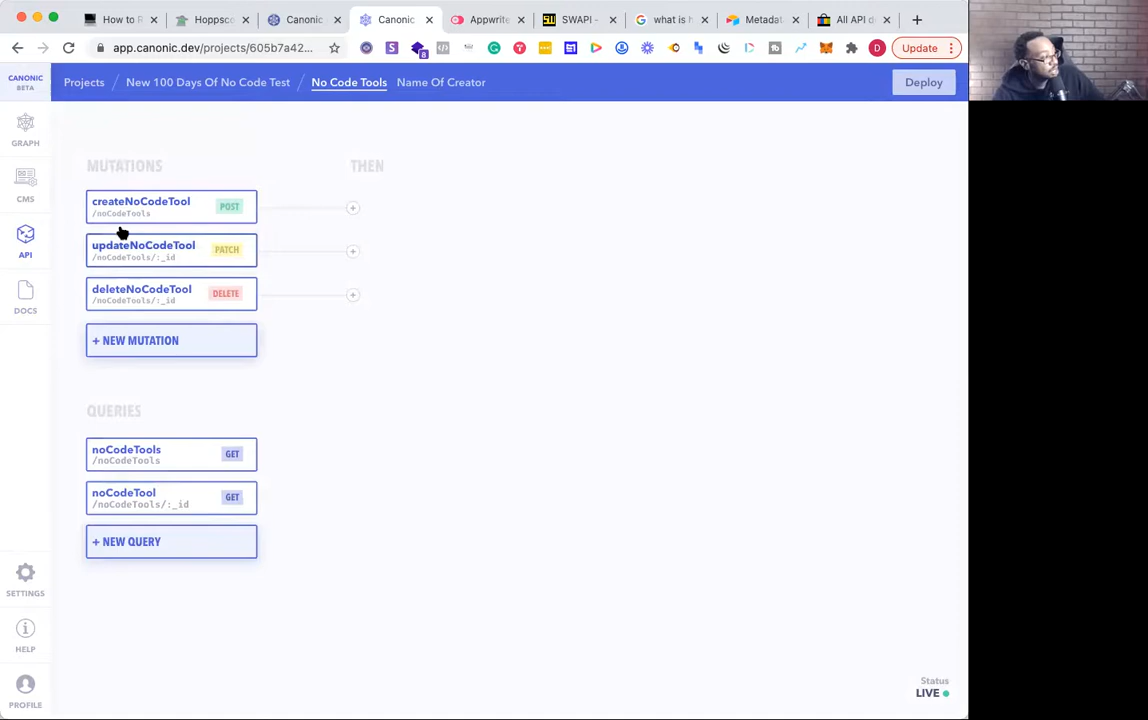 How to R
Hoppsco
Canonic
Canonic
Appwrite
SWAPI -
what is h
Metadat
All API d
app.canonic.dev/projects/605b7a42...
8
D
Update
CANONIC
BETA
Projects / New 100 Days Of No Code Test / No Code Tools Name Of Creator
Deploy
GRAPH
CMS
API
DOCS
SETTINGS
HELP
PROFILE
MUTATIONS
THEN
createNoCodeTool
/noCodeTools
POST
updateNoCodeTool
/noCodeTools/:_id
PATCH
deleteNoCodeTool
/noCodeTools/:_id
DELETE
+ NEW MUTATION
QUERIES
noCodeTools
/noCodeTools
GET
noCodeTool
/noCodeTools/:_id
GET
+ NEW QUERY
Status
LIVE